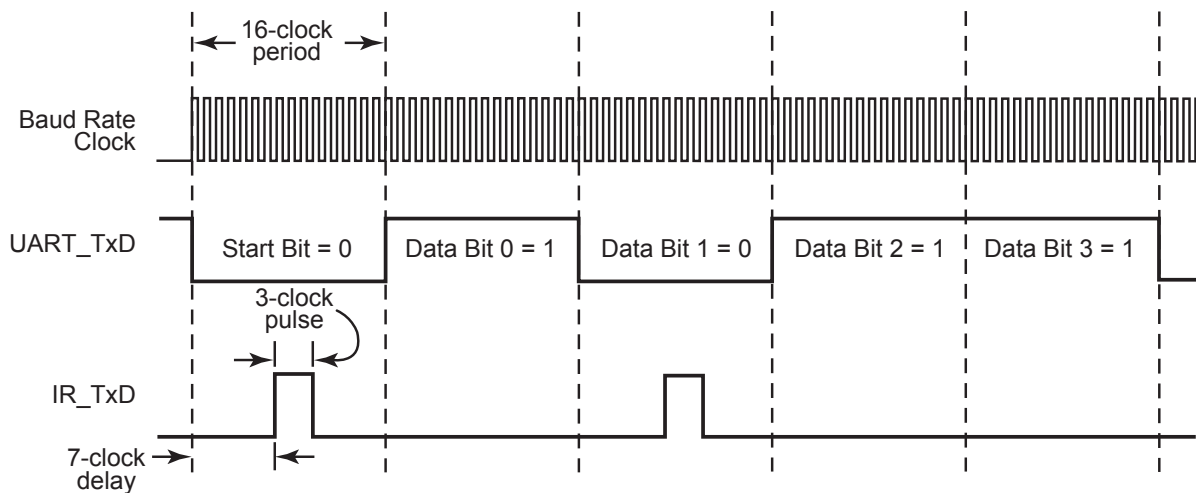 16-clock
period
Baud Rate
Clock
UART_TxD
Start Bit = 0
Data Bit 0 = 1
Data Bit 1 = 0
Data Bit 2 = 1
Data Bit 3 = 1
3-clock
pulse
IR_TxD
7-clock
delay